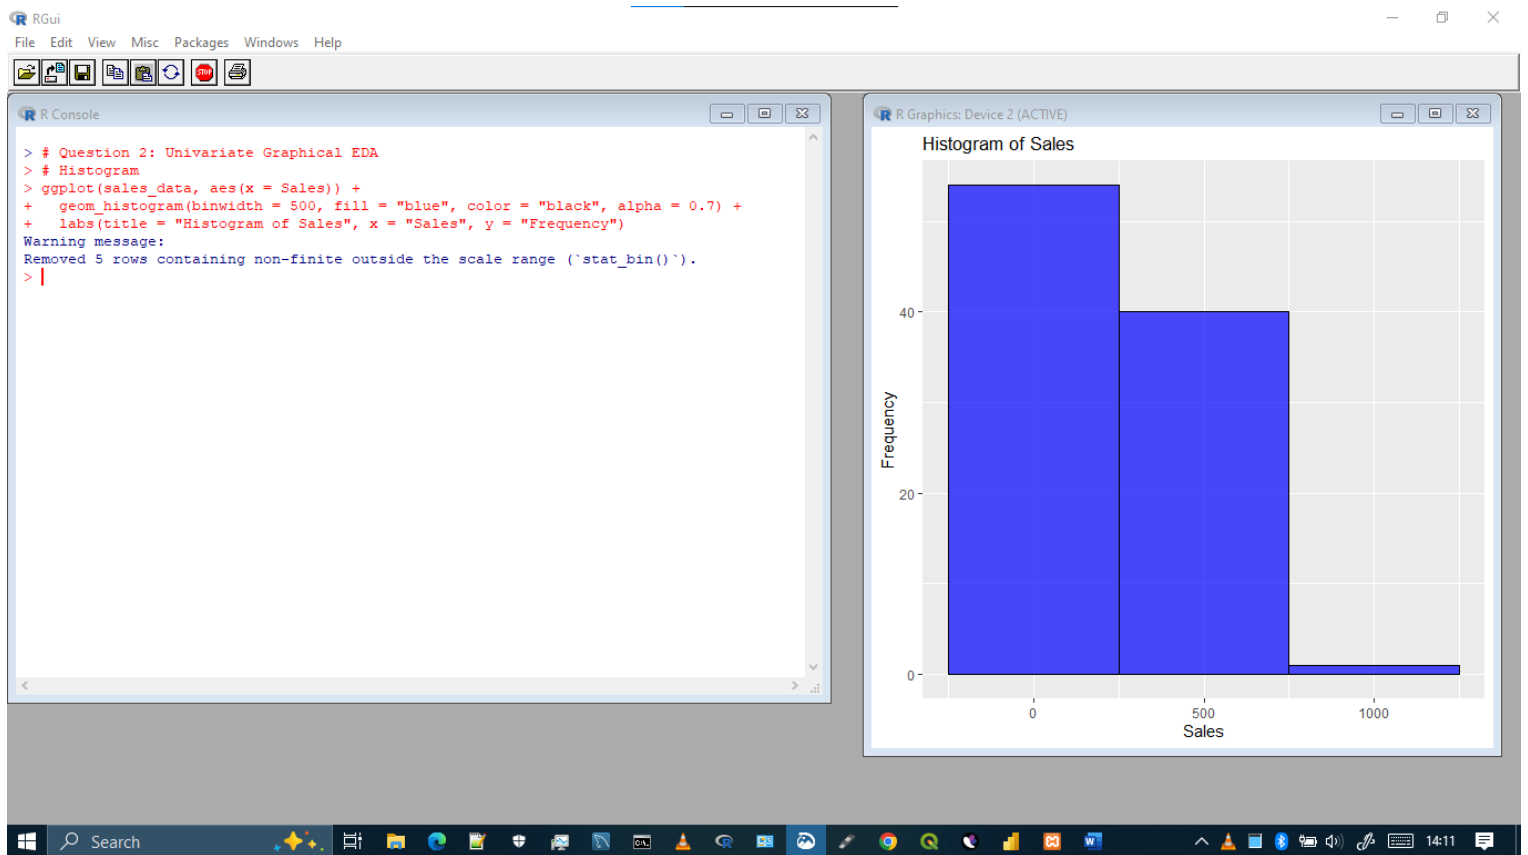 RGui
File Edit View Misc Packages Windows Help
STOP
R Console
> # Question 2: Univariate Graphical EDA
> # Histogram
> ggplot(sales_data, aes(x = Sales)) +
+   geom_histogram(binwidth = 500, fill = "blue", color = "black", alpha = 0.7) +
+   labs(title = "Histogram of Sales", x = "Sales", y = "Frequency")
Warning message:
Removed 5 rows containing non-finite outside the scale range (`stat_bin()`).
>
R Graphics: Device 2 (ACTIVE)
Histogram of Sales
Frequency
40
20
0
0 500 1000
Sales
Search
14:11